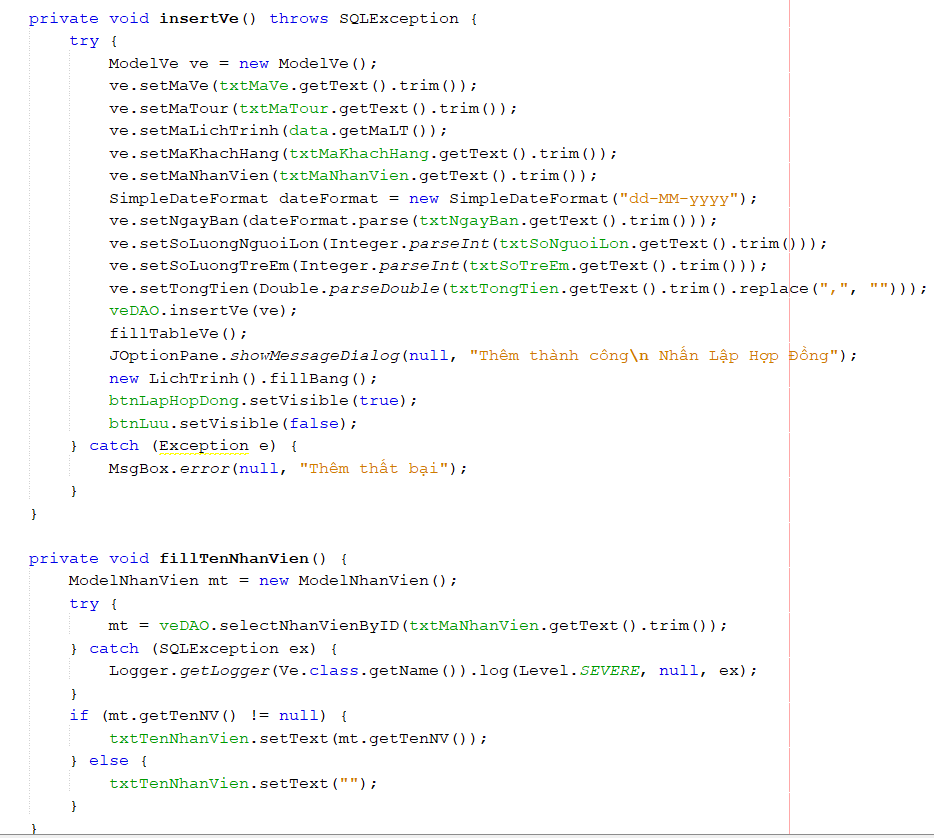 private void insertVe() throws SQLException {
    try {
        ModelVe ve = new ModelVe();
        ve.setMaVe(txtMaVe.getText().trim());
        ve.setMaTour(txtMaTour.getText().trim());
        ve.setMaLichTrinh(data.getMaLT());
        ve.setMaKhachHang(txtMaKhachHang.getText().trim());
        ve.setMaNhanVien(txtMaNhanVien.getText().trim());
        SimpleDateFormat dateFormat = new SimpleDateFormat("dd-MM-yyyy");
        ve.setNgayBan(dateFormat.parse(txtNgayBan.getText().trim()));
        ve.setSoLuongNguoiLon(Integer.parseInt(txtSoNguoiLon.getText().trim()));
        ve.setSoLuongTreEm(Integer.parseInt(txtSoTreEm.getText().trim()));
        ve.setTongTien(Double.parseDouble(txtTongTien.getText().trim().replace(",", "")));
        veDAO.insertVe(ve);
        fillTableVe();
        JOptionPane.showMessageDialog(null, "Thêm thành công\n Nhấn Lập Hợp Đồng");
        new LichTrinh().fillBang();
        btnLapHopDong.setVisible(true);
        btnLuu.setVisible(false);
    } catch (Exception e) {
        MsgBox.error(null, "Thêm thất bại");
    }
}
private void fillTenNhanVien() {
    ModelNhanVien mt = new ModelNhanVien();
    try {
        mt = veDAO.selectNhanVienByID(txtMaNhanVien.getText().trim());
    } catch (SQLException ex) {
        Logger.getLogger(Ve.class.getName()).log(Level.SEVERE, null, ex);
    }
    if (mt.getTenNV() != null) {
        txtTenNhanVien.setText(mt.getTenNV());
    } else {
        txtTenNhanVien.setText("");
    }
}